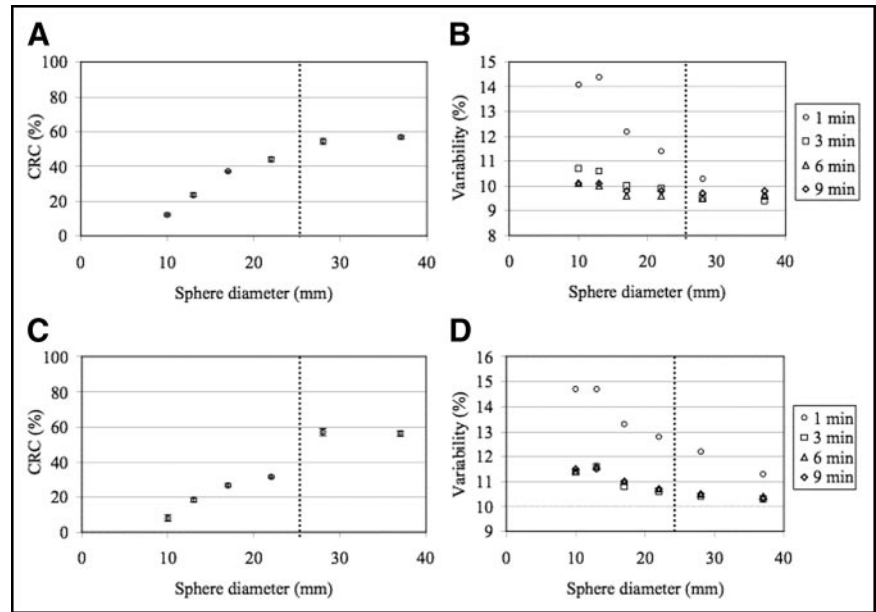 A
100
80
60
40
20
0
CRC (%)
0 10 20 30 40
Sphere diameter (mm)
B
15
14
13
12
11
10
9
8
Variability (%)
0 10 20 30 40
Sphere diameter (mm)
1 min
3 min
6 min
9 min
C
100
80
60
40
20
0
CRC (%)
0 10 20 30 40
Sphere diameter (mm)
D
16
15
14
13
12
11
10
9
Variability (%)
0 10 20 30 40
Sphere diameter (mm)
1 min
3 min
6 min
9 min